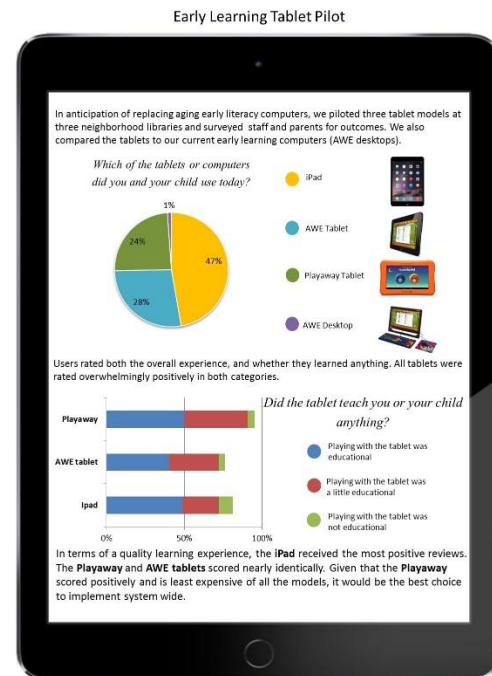 Early Learning Tablet Pilot
In anticipation of replacing aging early literacy computers, we piloted three tablet models at
three neighborhood libraries and surveyed staff and parents for outcomes. We also
compared the tablets to our current early learning computers (AWE desktops).
Which of the tablets or computers
did you and your child use today?
1%
24%
47%
28%
iPad
AWE Tablet
Playaway Tablet
AWE Desktop
Users rated both the overall experience, and whether they learned anything. All tablets were
rated overwhelmingly positively in both categories.
Did the tablet teach you or your child
anything?
Playaway
AWE tablet
Ipad
0%
50%
100%
Playing with the tablet was
educational
Playing with the tablet was
a little educational
Playing with the tablet was
not educational
In terms of a quality learning experience, the iPad received the most positive reviews.
The Playaway and AWE tablets scored nearly identically. Given that the Playaway
scored positively and is least expensive of all the models, it would be the best choice
to implement system wide.